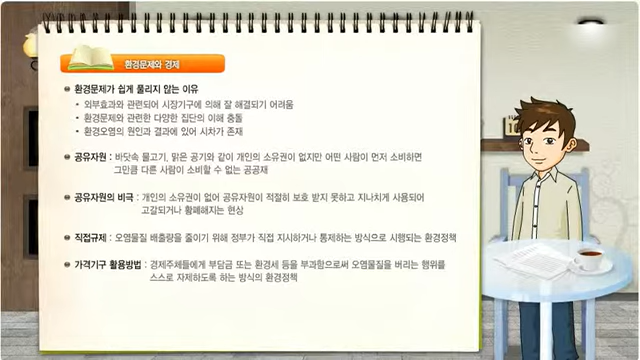 환경문제와 경제
환경문제가 쉽게 풀리지 않는 이유
- 외부효과와 관련되어 시장기구에 의해 잘 해결되기 어려움
- 환경문제와 관련한 다양한 집단의 이해 충돌
- 환경오염의 원인과 결과에 있어 시차가 존재
공유자원 : 바닷속 물고기, 맑은 공기와 같이 개인의 소유권이 없지만 어떤 사람이 먼저 소비하면
그만큼 다른 사람이 소비할 수 없는 공공재
공유자원의 비극 : 개인의 소유권이 없어 공유자원이 적절히 보호 받지 못하고 지나치게 사용되어
고갈되거나 황폐해지는 현상
직접규제 : 오염물질 배출량을 줄이기 위해 정부가 직접 지시하거나 통제하는 방식으로 시행되는 환경정책
가격기구 활용방법 : 경제주체들에게 부담금 또는 환경세 등을 부과함으로써 오염물질을 버리는 행위를
스스로 자제하도록 하는 방식의 환경정책